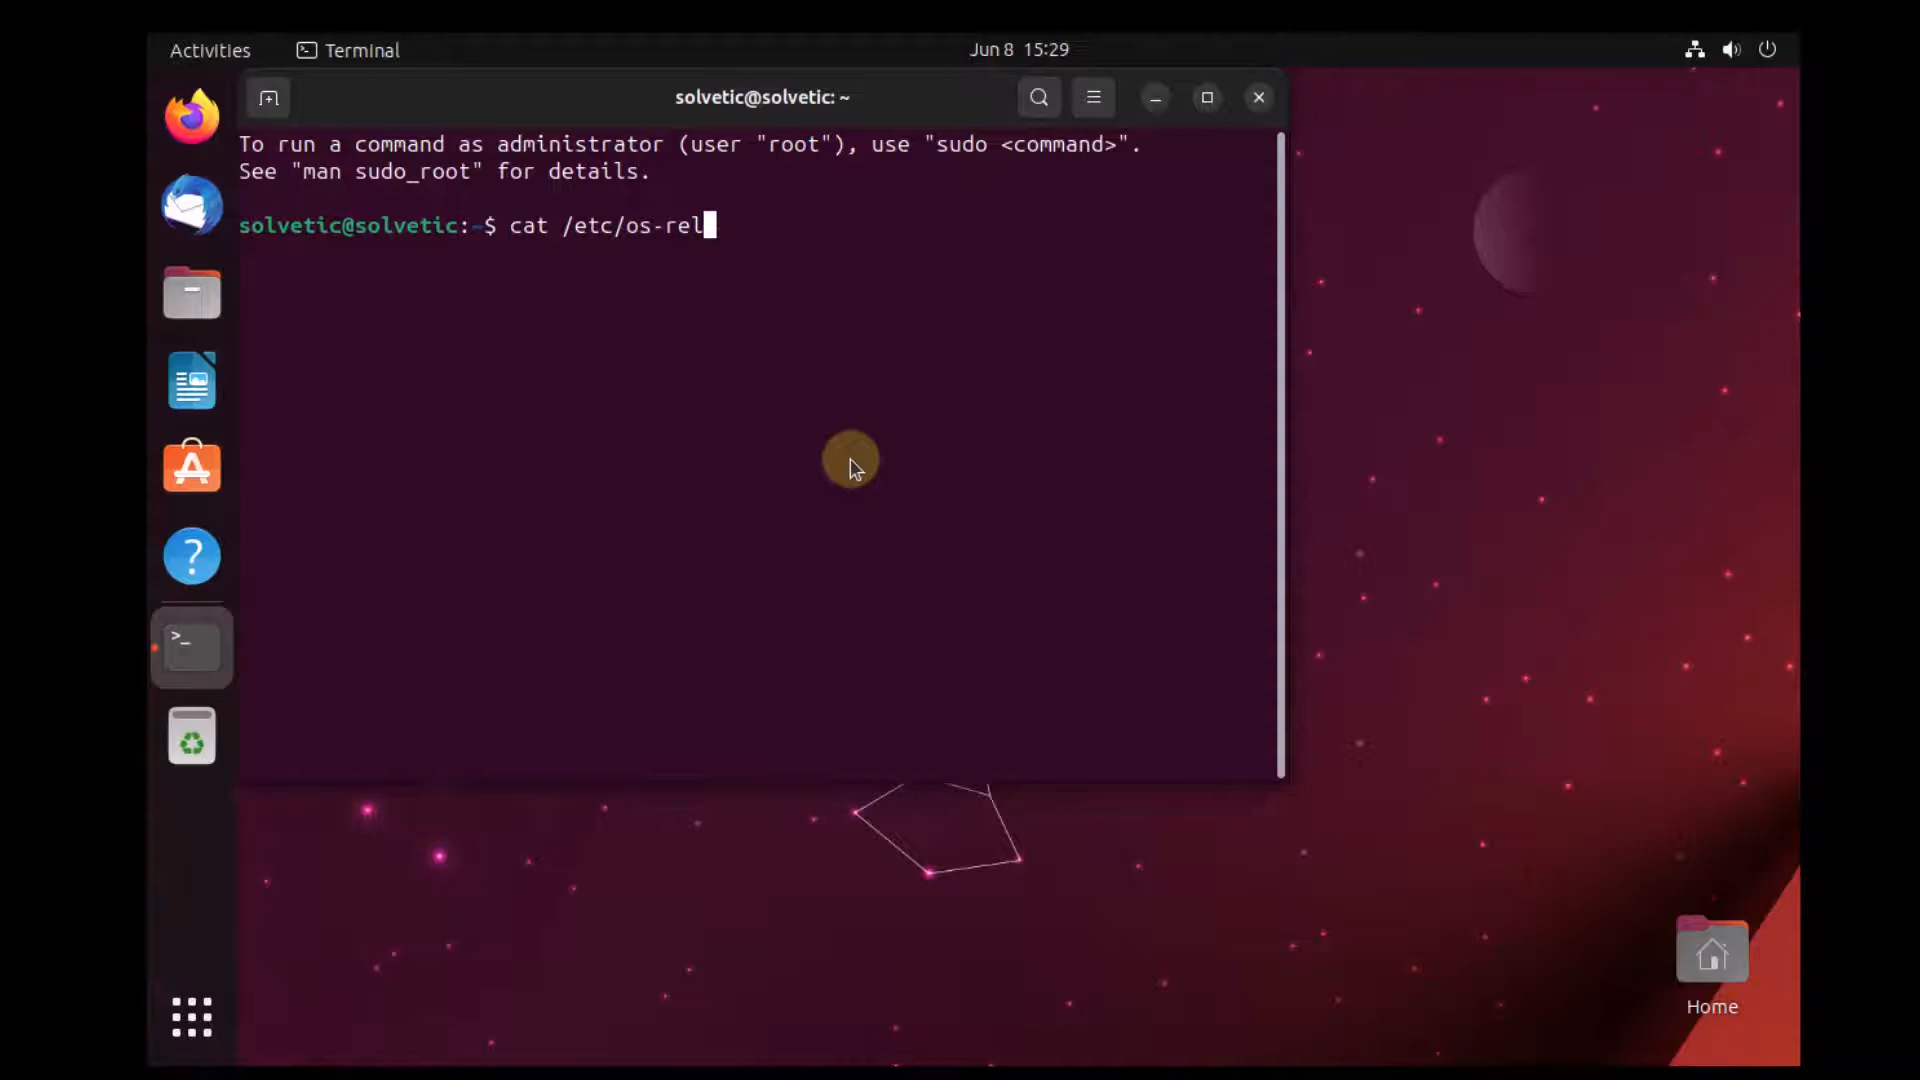 Activities Terminal Jun 8 15:29
solvetic@solvetic: ~
To run a command as administrator (user "root"), use "sudo <command>".
See "man sudo_root" for details.
solvetic@solvetic:~$ cat /etc/os-rel
Home